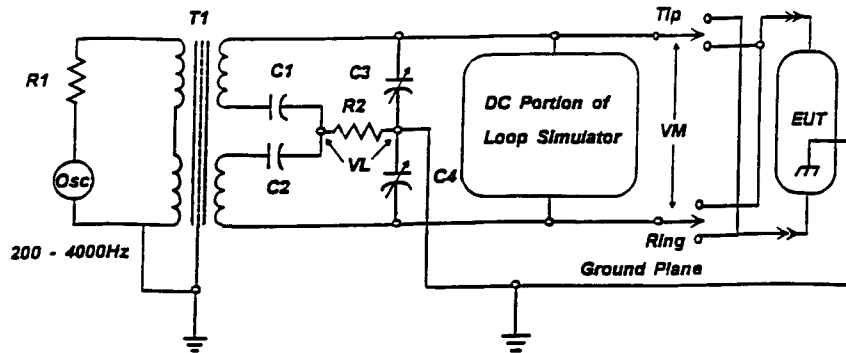 T1
Tip
R1
C1
C3
R2
DC Portion of
Loop Simulator
VM
EUT
Osc
VL
C2
C4
Ring
200 - 4000Hz
Ground Plane